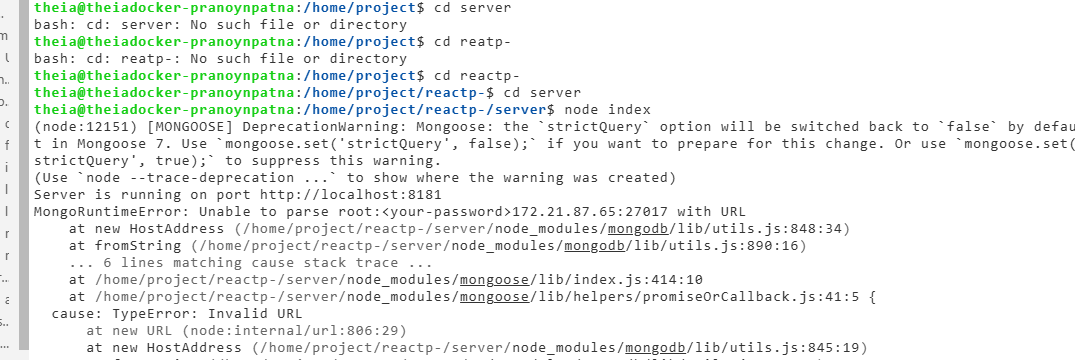 theia@theiadocker-pranoynpatna:/home/project$ cd server
bash: cd: server: No such file or directory
theia@theiadocker-pranoynpatna:/home/project$ cd reatp-
bash: cd: reatp-: No such file or directory
theia@theiadocker-pranoynpatna:/home/project$ cd reactp-
theia@theiadocker-pranoynpatna:/home/project/reactp-$ cd server
theia@theiadocker-pranoynpatna:/home/project/reactp-/server$ node index
(node:12151) [MONGOOSE] DeprecationWarning: Mongoose: the `strictQuery` option will be switched back to `false` by defau
t in Mongoose 7. Use `mongoose.set('strictQuery', false);` if you want to prepare for this change. Or use `mongoose.set(
strictQuery', true);` to suppress this warning.
(Use `node --trace-deprecation ...` to show where the warning was created)
Server is running on port http://localhost:8181
MongoRuntimeError: Unable to parse root:<your-password>172.21.87.65:27017 with URL
at new HostAddress (/home/project/reactp-/server/node_modules/mongodb/lib/utils.js:848:34)
at fromString (/home/project/reactp-/server/node_modules/mongodb/lib/utils.js:890:16)
... 6 lines matching cause stack trace ...
at /home/project/reactp-/server/node_modules/mongoose/lib/index.js:414:10
at /home/project/reactp-/server/node_modules/mongoose/lib/helpers/promiseOrCallback.js:41:5 {
cause: TypeError: Invalid URL
at new URL (node:internal/url:806:29)
at new HostAddress (/home/project/reactp-/server/node_modules/mongodb/lib/utils.js:845:19)